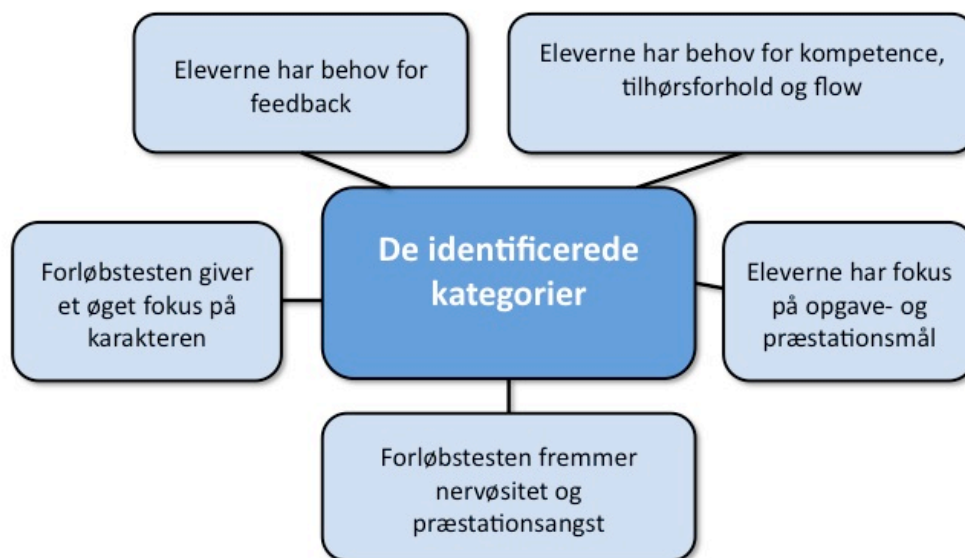 Eleverne har behov for
feedback
Eleverne har behov for kompetence,
tilhørsforhold og flow
De identificerede
kategorier
Forløbstesten giver
et øget fokus på
karakteren
Eleverne har fokus
på opgave- og
præstationsmål
Forløbstesten fremmer
nervøsitet og
præstationsangst